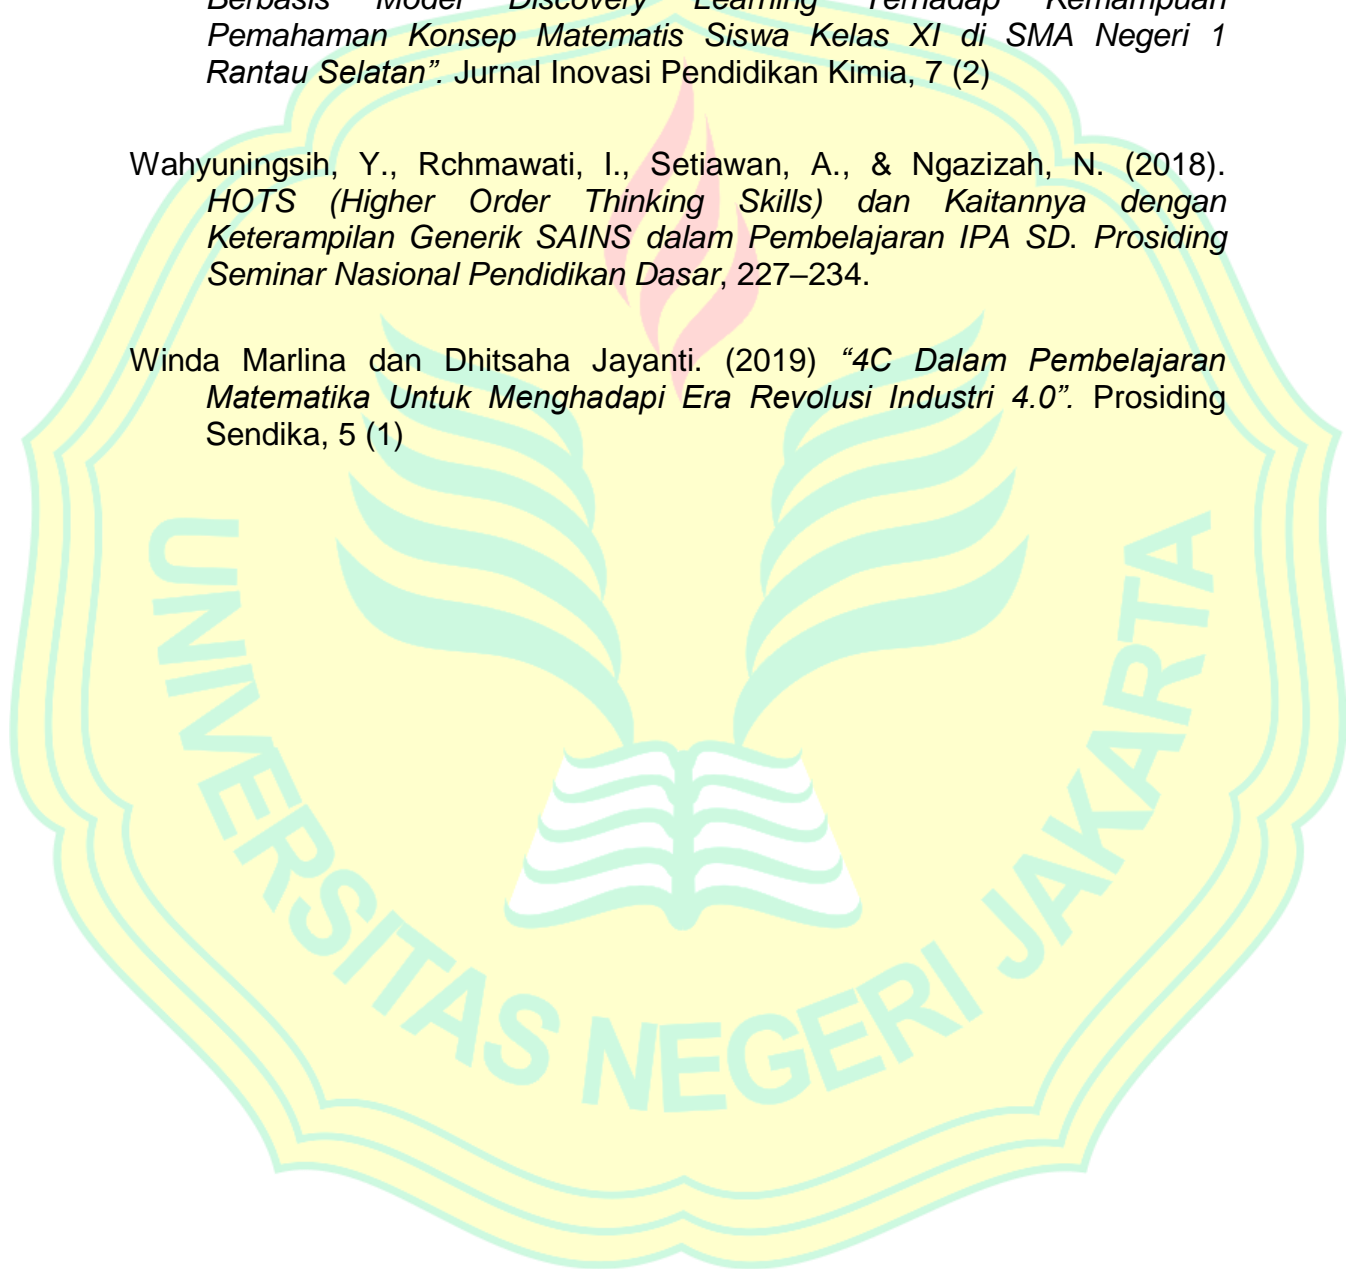 Berbasis Model Discovery Learning Terhadap Kemampuan
Pemahaman Konsep Matematis Siswa Kelas XI di SMA Negeri 1
Rantau Selatan”. Jurnal Inovasi Pendidikan Kimia, 7 (2)
Wahyuningsih, Y., Rchmawati, I., Setiawan, A., & Ngazizah, N. (2018).
HOTS (Higher Order Thinking Skills) dan Kaitannya dengan
Keterampilan Generik SAINS dalam Pembelajaran IPA SD. Prosiding
Seminar Nasional Pendidikan Dasar, 227–234.
Winda Marlina dan Dhitsaha Jayanti. (2019) “4C Dalam Pembelajaran
Matematika Untuk Menghadapi Era Revolusi Industri 4.0”. Prosiding
Sendika, 5 (1)
UNIVERSITAS NEGERI JAKARTA